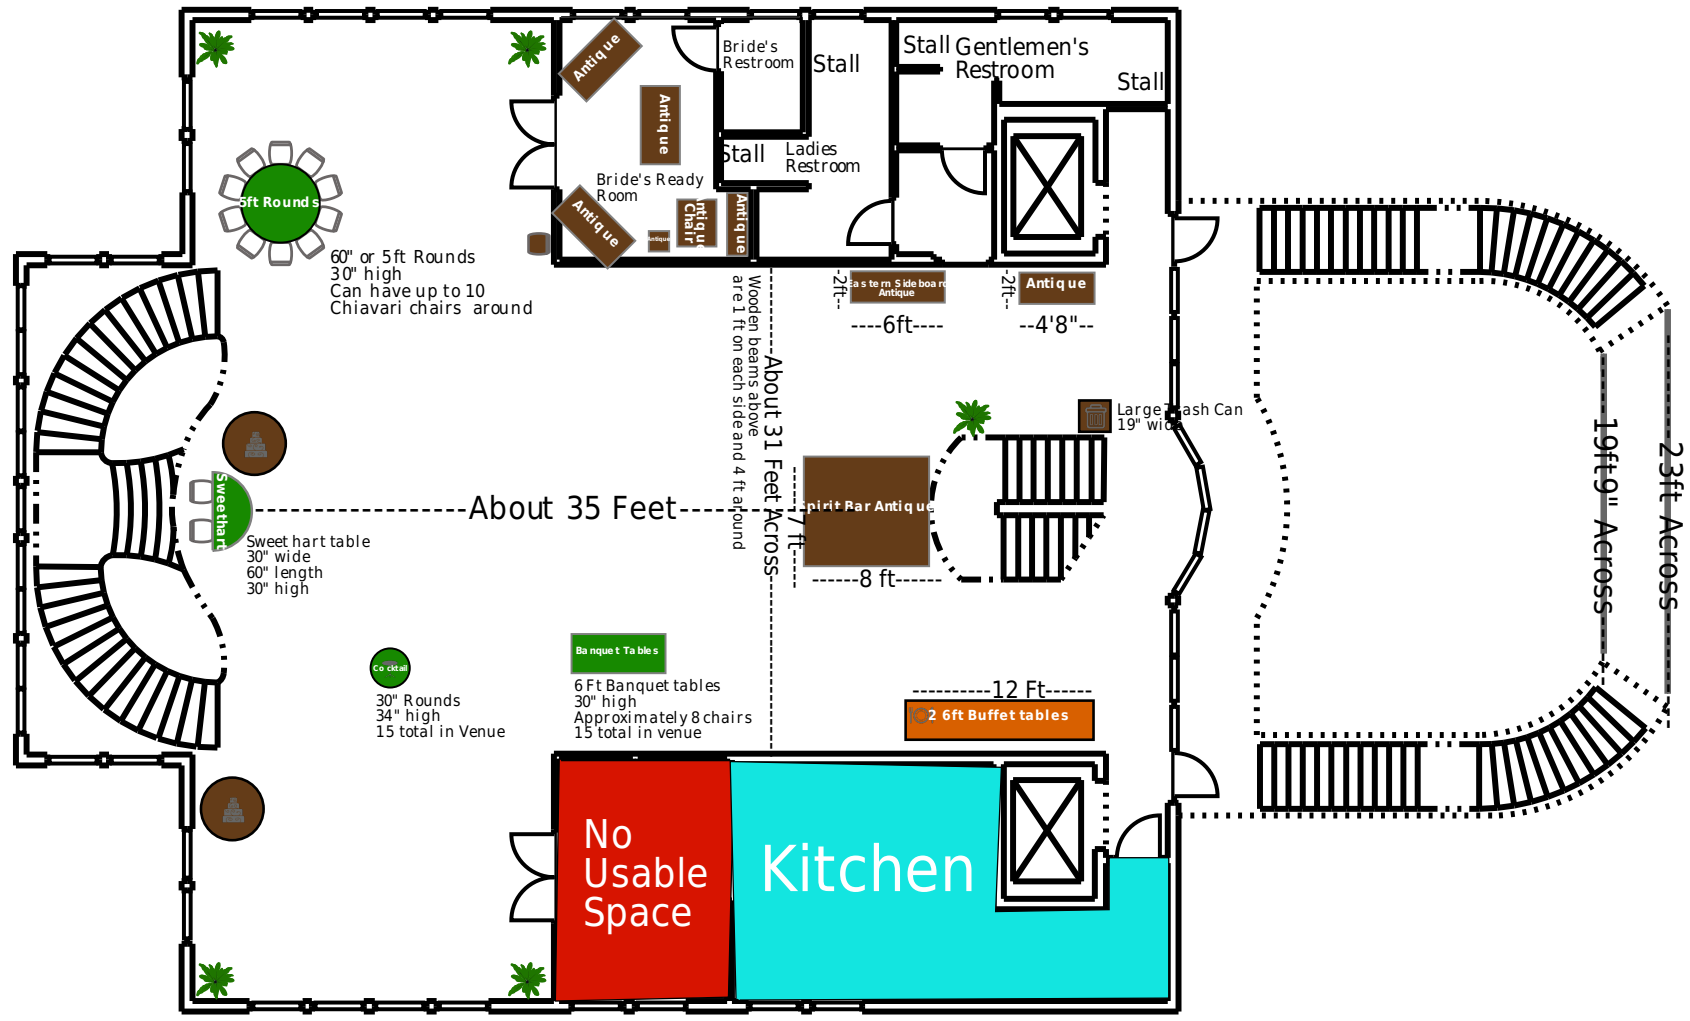 Antique
Bride's
Restroom
Stall
Stall
Gentlemen's
Restroom
Stall
Antique
Stall
Ladies
Restroom
Bride's Ready
Room
5ft Rounds
Antique
Antique
Chair
Antique
Antique
60" or 5ft Rounds
30" high
Can have up to 10
Chiavari chairs around
Wooden beams above
are 1 ft on each side and 4 ft around
--2ft--
Eastern Sideboard
Antique
----6ft----
--2ft--
Antique
--4'8"--
About 31 Feet Across
Large Trash Can
19" wide
19ft9" Across
23ft Across
Sweethart
About 35 Feet
Spirit Bar Antique
7 ft
8 ft
Sweet hart table
30" wide
60" length
30" high
Cocktail
30" Rounds
34" high
15 total in Venue
Banquet Tables
6 Ft Banquet tables
30" high
Approximately 8 chairs
15 total in venue
12 Ft
2 6ft Buffet tables
No
Usable
Space
Kitchen